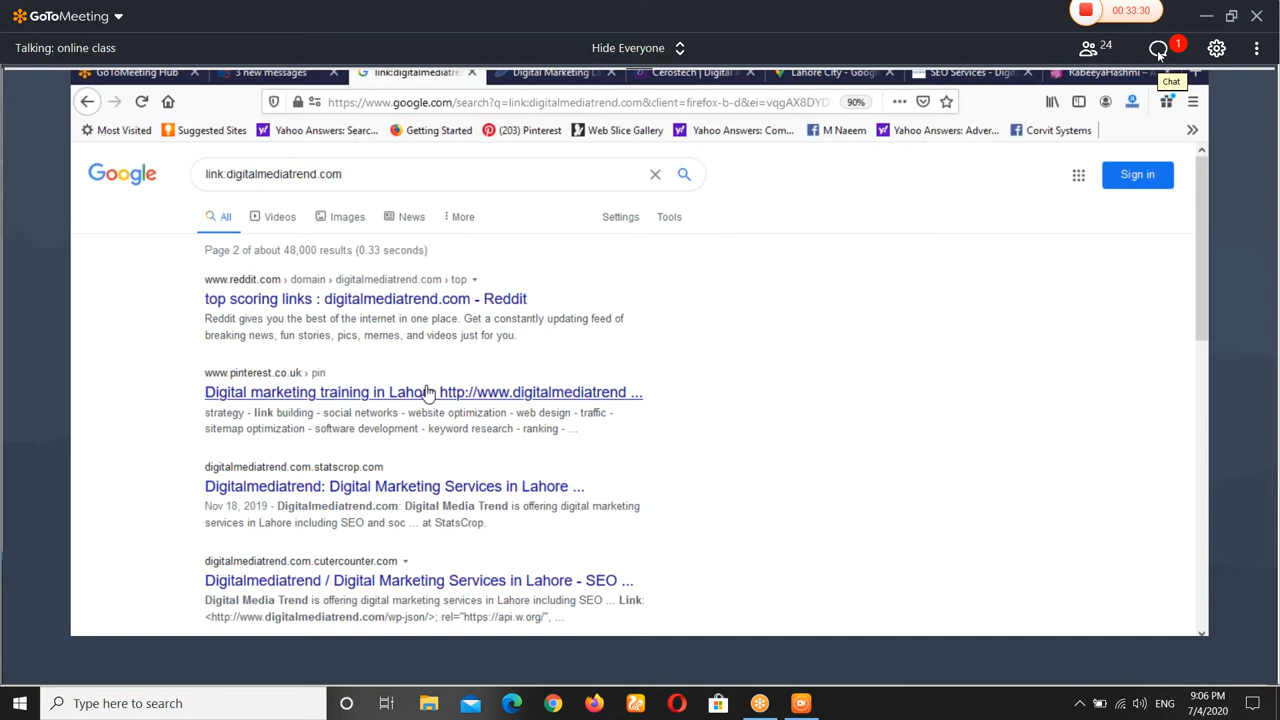 GoToMeeting
00:33:30
Talking: online class
Hide Everyone
24
1
Chat
GoToMeeting Hub
3 new messages
link:digitalmediatre
Digital Marketing L
Cerostech | Digital A
Lahore City - Googl
SEO Services - Digit
RabeeyaHashmi – A
https://www.google.com/search?q=link:digitalmediatrend.com&client=firefox-b-d&ei=vqgAX8DYD
90%
Most Visited
Suggested Sites
Yahoo Answers: Sear...
Getting Started
(203) Pinterest
Web Slice Gallery
Yahoo Answers: Com...
M Naeem
Yahoo Answers: Adver...
Corvit Systems
Google
link:digitalmediatrend.com
Sign in
All
Videos
Images
News
More
Settings
Tools
Page 2 of about 48,000 results (0.33 seconds)
www.reddit.com › domain › digitalmediatrend.com › top
top scoring links : digitalmediatrend.com - Reddit
Reddit gives you the best of the internet in one place. Get a constantly updating feed of
breaking news, fun stories, pics, memes, and videos just for you.
www.pinterest.co.uk › pin
Digital marketing training in Lahore http://www.digitalmediatrend ...
strategy - link building - social networks - website optimization - web design - traffic -
sitemap optimization - software development - keyword research - ranking - ...
digitalmediatrend.com.statscrop.com
Digitalmediatrend: Digital Marketing Services in Lahore ...
Nov 18, 2019 - Digitalmediatrend.com: Digital Media Trend is offering digital marketing
services in Lahore including SEO and soc ... at StatsCrop.
digitalmediatrend.com.cutercounter.com
Digitalmediatrend / Digital Marketing Services in Lahore - SEO ...
Digital Media Trend is offering digital marketing services in Lahore including SEO ... Link:
<http://www.digitalmediatrend.com/wp-json/>; rel="https://api.w.org/", ...
Type here to search
ENG
9:06 PM
7/4/2020